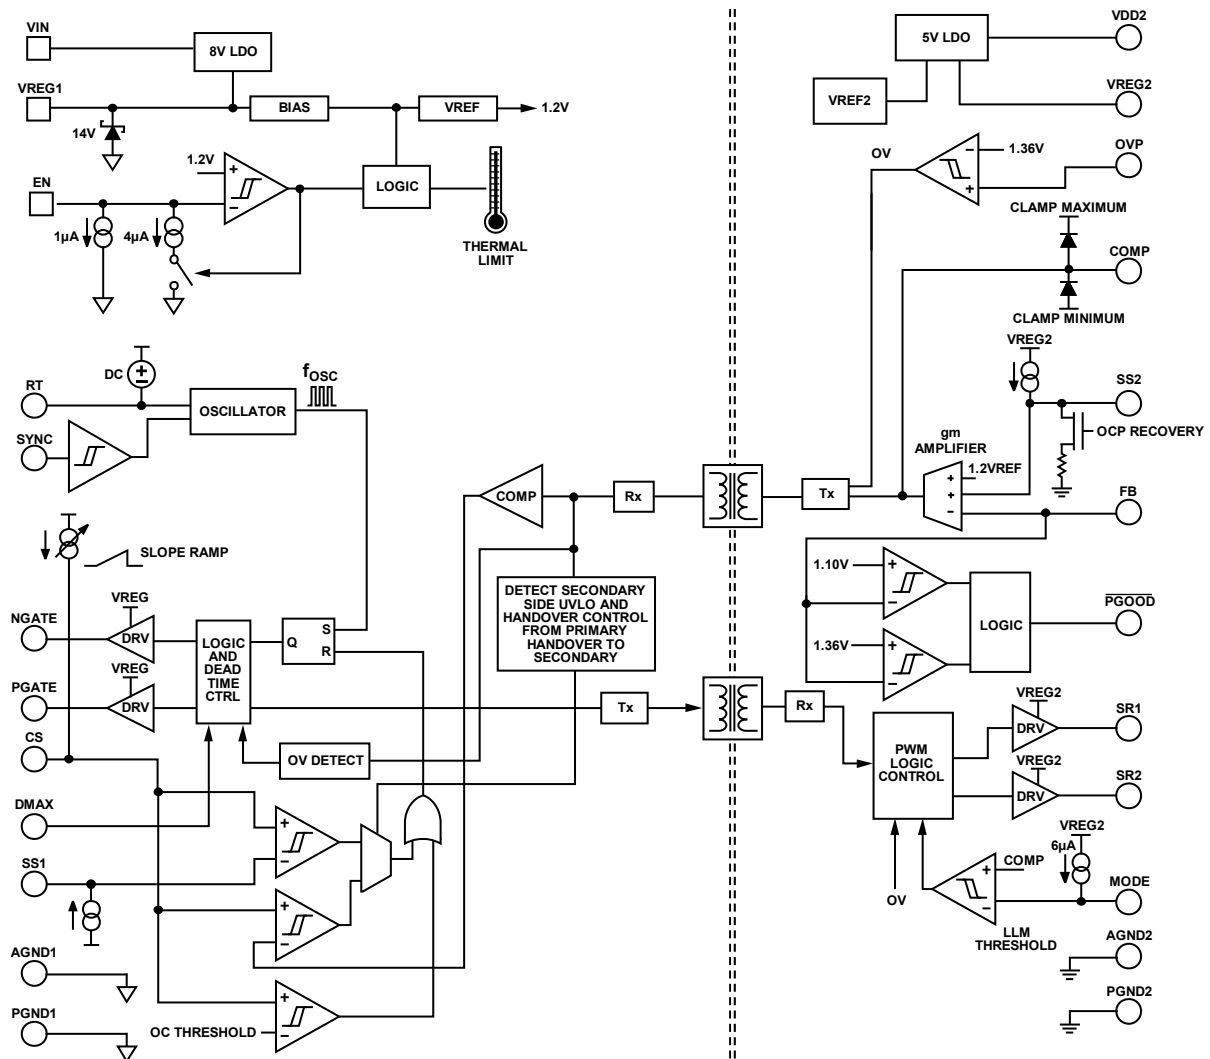 VIN
8V LDO
VREG1
BIAS
VREF
1.2V
14V
1.2V
+
−
EN
LOGIC
1µA
4µA
THERMAL
LIMIT
DC
+
−
RT
OSCILLATOR
fOSC
SYNC
SLOPE RAMP
COMP
Rx
NGATE
VREG
DRV
PGATE
VREG
DRV
LOGIC
AND
DEAD
TIME
CTRL
Q
S
R
DETECT SECONDARY
SIDE UVLO AND
HANDOVER CONTROL
FROM PRIMARY
HANDOVER TO
SECONDARY
Tx
CS
OV DETECT
DMAX
+
−
SS1
+
−
AGND1
PGND1
OC THRESHOLD
+
−
5V LDO
VDD2
VREF2
VREG2
OV
−
1.36V
+
OVP
CLAMP MAXIMUM
COMP
CLAMP MINIMUM
VREG2
SS2
OCP RECOVERY
gm
AMPLIFIER
1.2VREF
+
+
−
Tx
FB
1.10V
+
−
1.36V
+
−
LOGIC
PGOOD
Rx
PWM
LOGIC
CONTROL
VREG2
DRV
SR1
VREG2
DRV
SR2
OV
VREG2
6µA
COMP
+
−
MODE
LLM
THRESHOLD
AGND2
PGND2